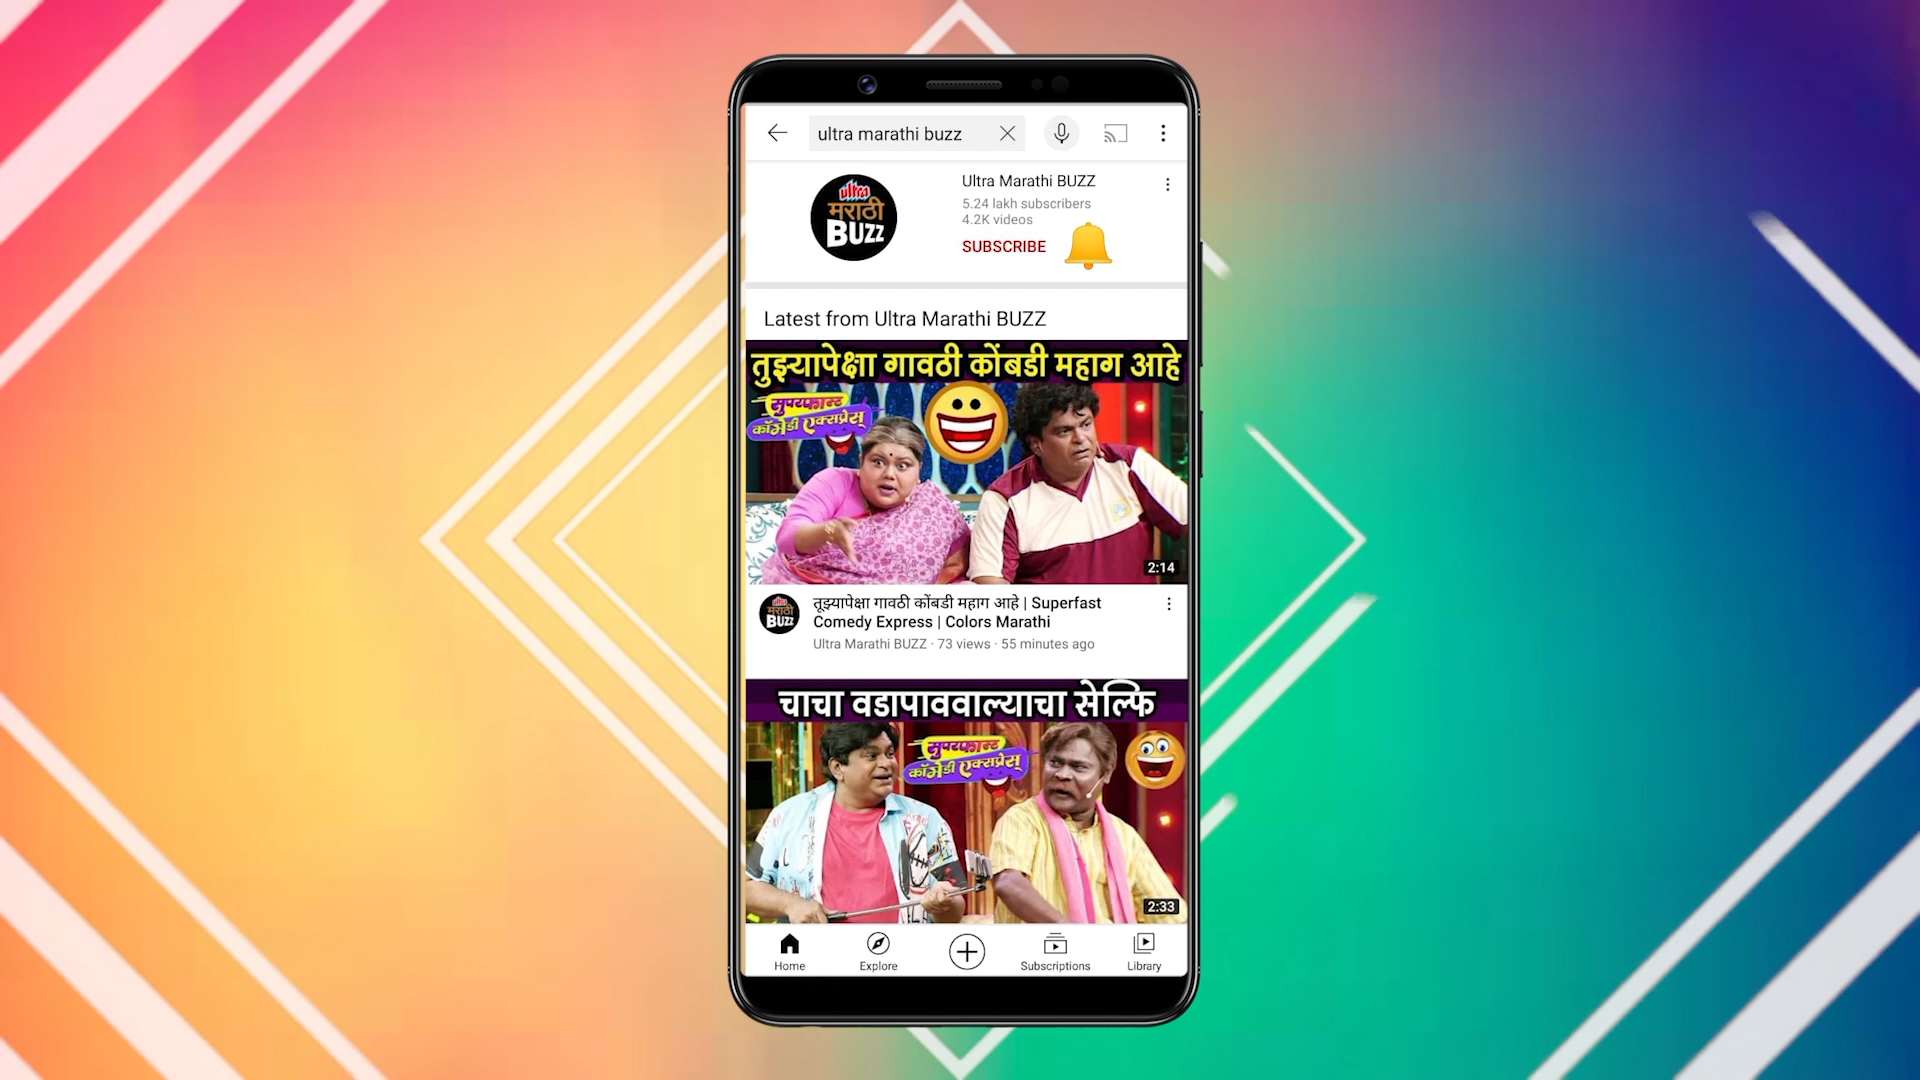 ultra marathi buzz
ultra
मराठी
BUZZ
Ultra Marathi BUZZ
5.24 lakh subscribers
4.2K videos
SUBSCRIBE
Latest from Ultra Marathi BUZZ
तुझ्यापेक्षा गावठी कोंबडी महाग आहे
सुपरफास्ट
कॉमेडी एक्सप्रेस्
2:14
ultra
मराठी
BUZZ
तूझ्यापेक्षा गावठी कोंबडी महाग आहे | Superfast
Comedy Express | Colors Marathi
Ultra Marathi BUZZ · 73 views · 55 minutes ago
चाचा वडापाववाल्याचा सेल्फि
सुपरफास्ट
कॉमेडी एक्सप्रेस्
2:33
Home
Explore
Subscriptions
Library